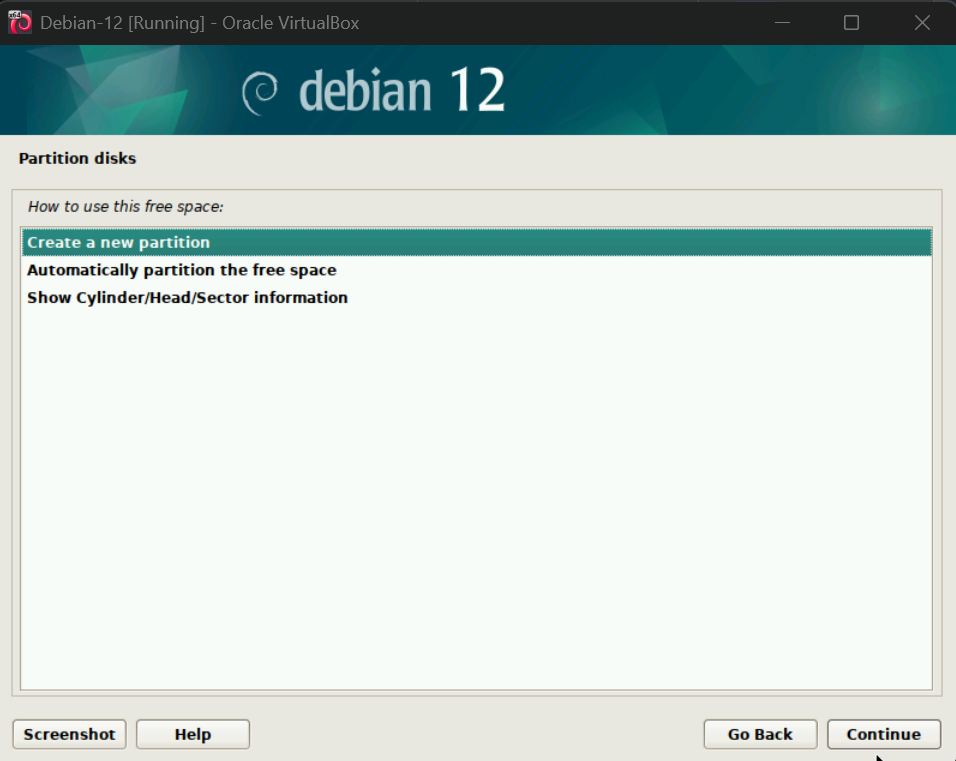 Debian-12 [Running] - Oracle VirtualBox
debian 12
Partition disks
How to use this free space:
Create a new partition
Automatically partition the free space
Show Cylinder/Head/Sector information
Screenshot Help Go Back Continue